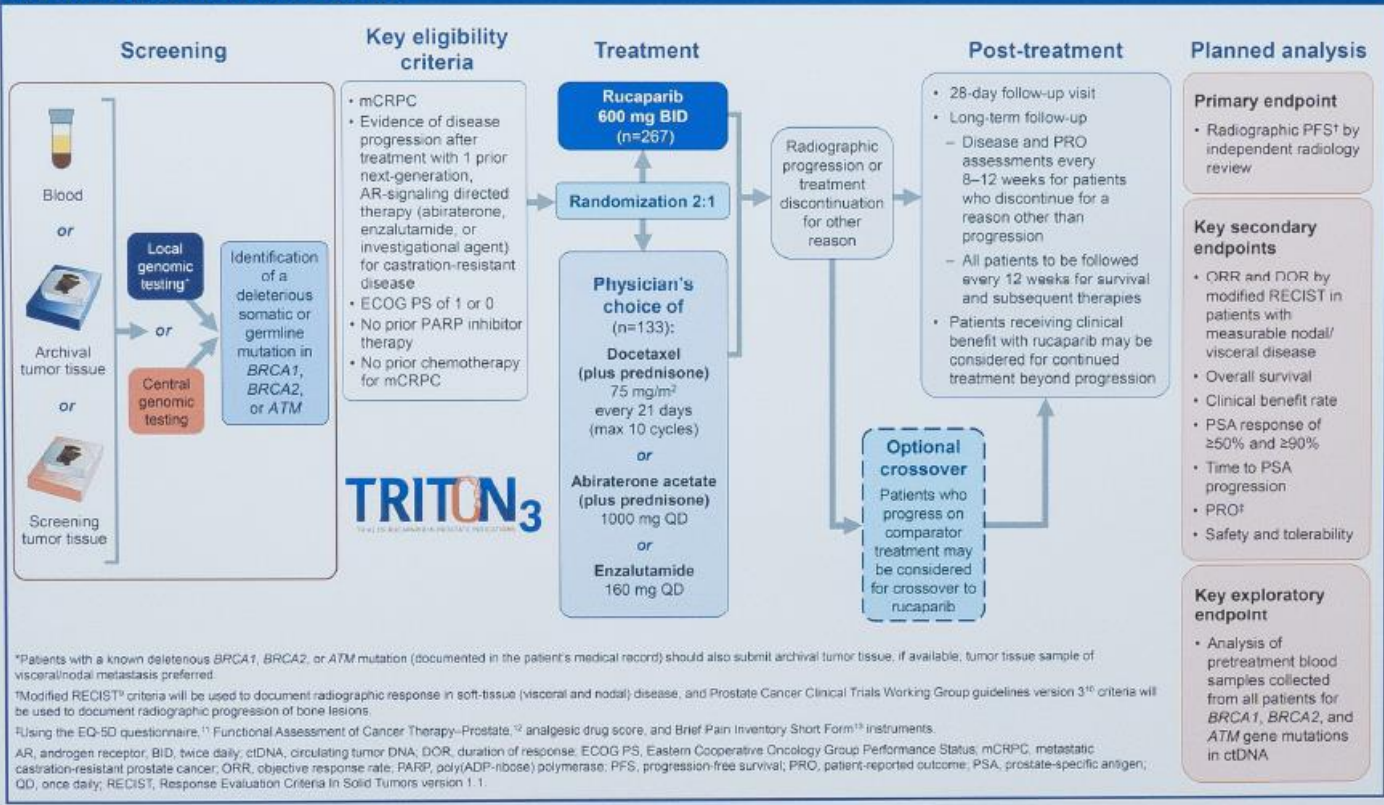 Screening
Blood
or
Archival
tumor tissue
or
Screening
tumor tissue
Local
genomic
testing*
or
Central
genomic
testing
Identification
of a
deleterious
somatic or
germline
mutation in
BRCA1,
BRCA2,
or ATM
Key eligibility
criteria
• mCRPC
• Evidence of disease
progression after
treatment with 1 prior
next-generation,
AR-signaling directed
therapy (abiraterone,
enzalutamide, or
investigational agent)
for castration-resistant
disease
• ECOG PS of 1 or 0
• No prior PARP inhibitor
therapy
• No prior chemotherapy
for mCRPC
TRITON3
Treatment
Rucaparib
600 mg BID
(n=267)
Randomization 2:1
Physician's
choice of
(n=133):
Docetaxel
(plus prednisone)
75 mg/m²
every 21 days
(max 10 cycles)
or
Abiraterone acetate
(plus prednisone)
1000 mg QD
or
Enzalutamide
160 mg QD
Radiographic
progression or
treatment
discontinuation
for other
reason
Optional
crossover
Patients who
progress on
comparator
treatment may
be considered
for crossover to
rucaparib
Post-treatment
• 28-day follow-up visit
• Long-term follow-up
– Disease and PRO
assessments every
8–12 weeks for patients
who discontinue for a
reason other than
progression
– All patients to be followed
every 12 weeks for survival
and subsequent therapies
• Patients receiving clinical
benefit with rucaparib may be
considered for continued
treatment beyond progression
Planned analysis
Primary endpoint
• Radiographic PFS† by
independent radiology
review
Key secondary
endpoints
• ORR and DOR by
modified RECIST in
patients with
measurable nodal/
visceral disease
• Overall survival
• Clinical benefit rate
• PSA response of
≥50% and ≥90%
• Time to PSA
progression
• PRO‡
• Safety and tolerability
Key exploratory
endpoint
• Analysis of
pretreatment blood
samples collected
from all patients for
BRCA1, BRCA2, and
ATM gene mutations
in ctDNA
*Patients with a known deleterious BRCA1, BRCA2, or ATM mutation (documented in the patient's medical record) should also submit archival tumor tissue, if available; tumor tissue sample of
visceral/nodal metastasis preferred.
†Modified RECIST⁹ criteria will be used to document radiographic response in soft-tissue (visceral and nodal) disease, and Prostate Cancer Clinical Trials Working Group guidelines version 3¹⁰ criteria will
be used to document radiographic progression of bone lesions.
‡Using the EQ-5D questionnaire,¹¹ Functional Assessment of Cancer Therapy–Prostate,¹² analgesic drug score, and Brief Pain Inventory Short Form¹³ instruments.
AR, androgen receptor; BID, twice daily; ctDNA, circulating tumor DNA; DOR, duration of response; ECOG PS, Eastern Cooperative Oncology Group Performance Status; mCRPC, metastatic
castration-resistant prostate cancer; ORR, objective response rate; PARP, poly(ADP-ribose) polymerase; PFS, progression-free survival; PRO, patient-reported outcome; PSA, prostate-specific antigen;
QD, once daily; RECIST, Response Evaluation Criteria In Solid Tumors version 1.1.